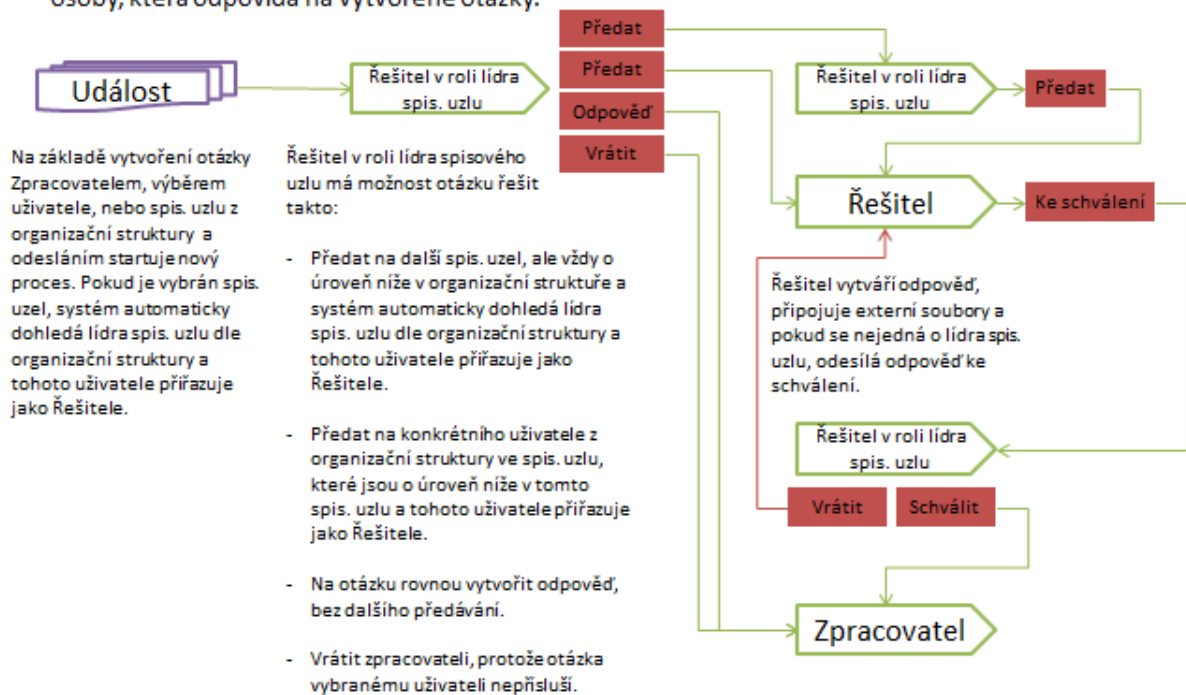 osoby, která odpovídá na vytvořené otázky.
Událost
Řešitel v roli lídra
spis. uzlu
Předat
Předat
Odpověď
Vrátit
Řešitel v roli lídra
spis. uzlu
Předat
Řešitel
Ke schválení
Na základě vytvoření otázky
Zpracovatelem, výběrem
uživatele, nebo spis. uzlu z
organizační struktury a
odesláním startuje nový
proces. Pokud je vybrán spis.
uzel, systém automaticky
dohledá lídra spis. uzlu dle
organizační struktury a
tohoto uživatele přiřazuje
jako Řešitele.
Řešitel v roli lídra spisového
uzlu má možnost otázku řešit
takto:
- Předat na další spis. uzel, ale vždy o
úroveň níže v organizační struktuře a
systém automaticky dohledá lídra
spis. uzlu dle organizační struktury a
tohoto uživatele přiřazuje jako
Řešitele.
- Předat na konkrétního uživatele z
organizační struktury ve spis. uzlu,
které jsou o úroveň níže v tomto
spis. uzlu a tohoto uživatele přiřazuje
jako Řešitele.
- Na otázku rovnou vytvořit odpověď,
bez dalšího předávání.
- Vrátit zpracovateli, protože otázka
vybranému uživateli nepřísluší.
Řešitel vytváří odpověď,
připojuje externí soubory a
pokud se nejedná o lídra spis.
uzlu, odesílá odpověď ke
schválení.
Řešitel v roli lídra
spis. uzlu
Vrátit
Schválit
Zpracovatel